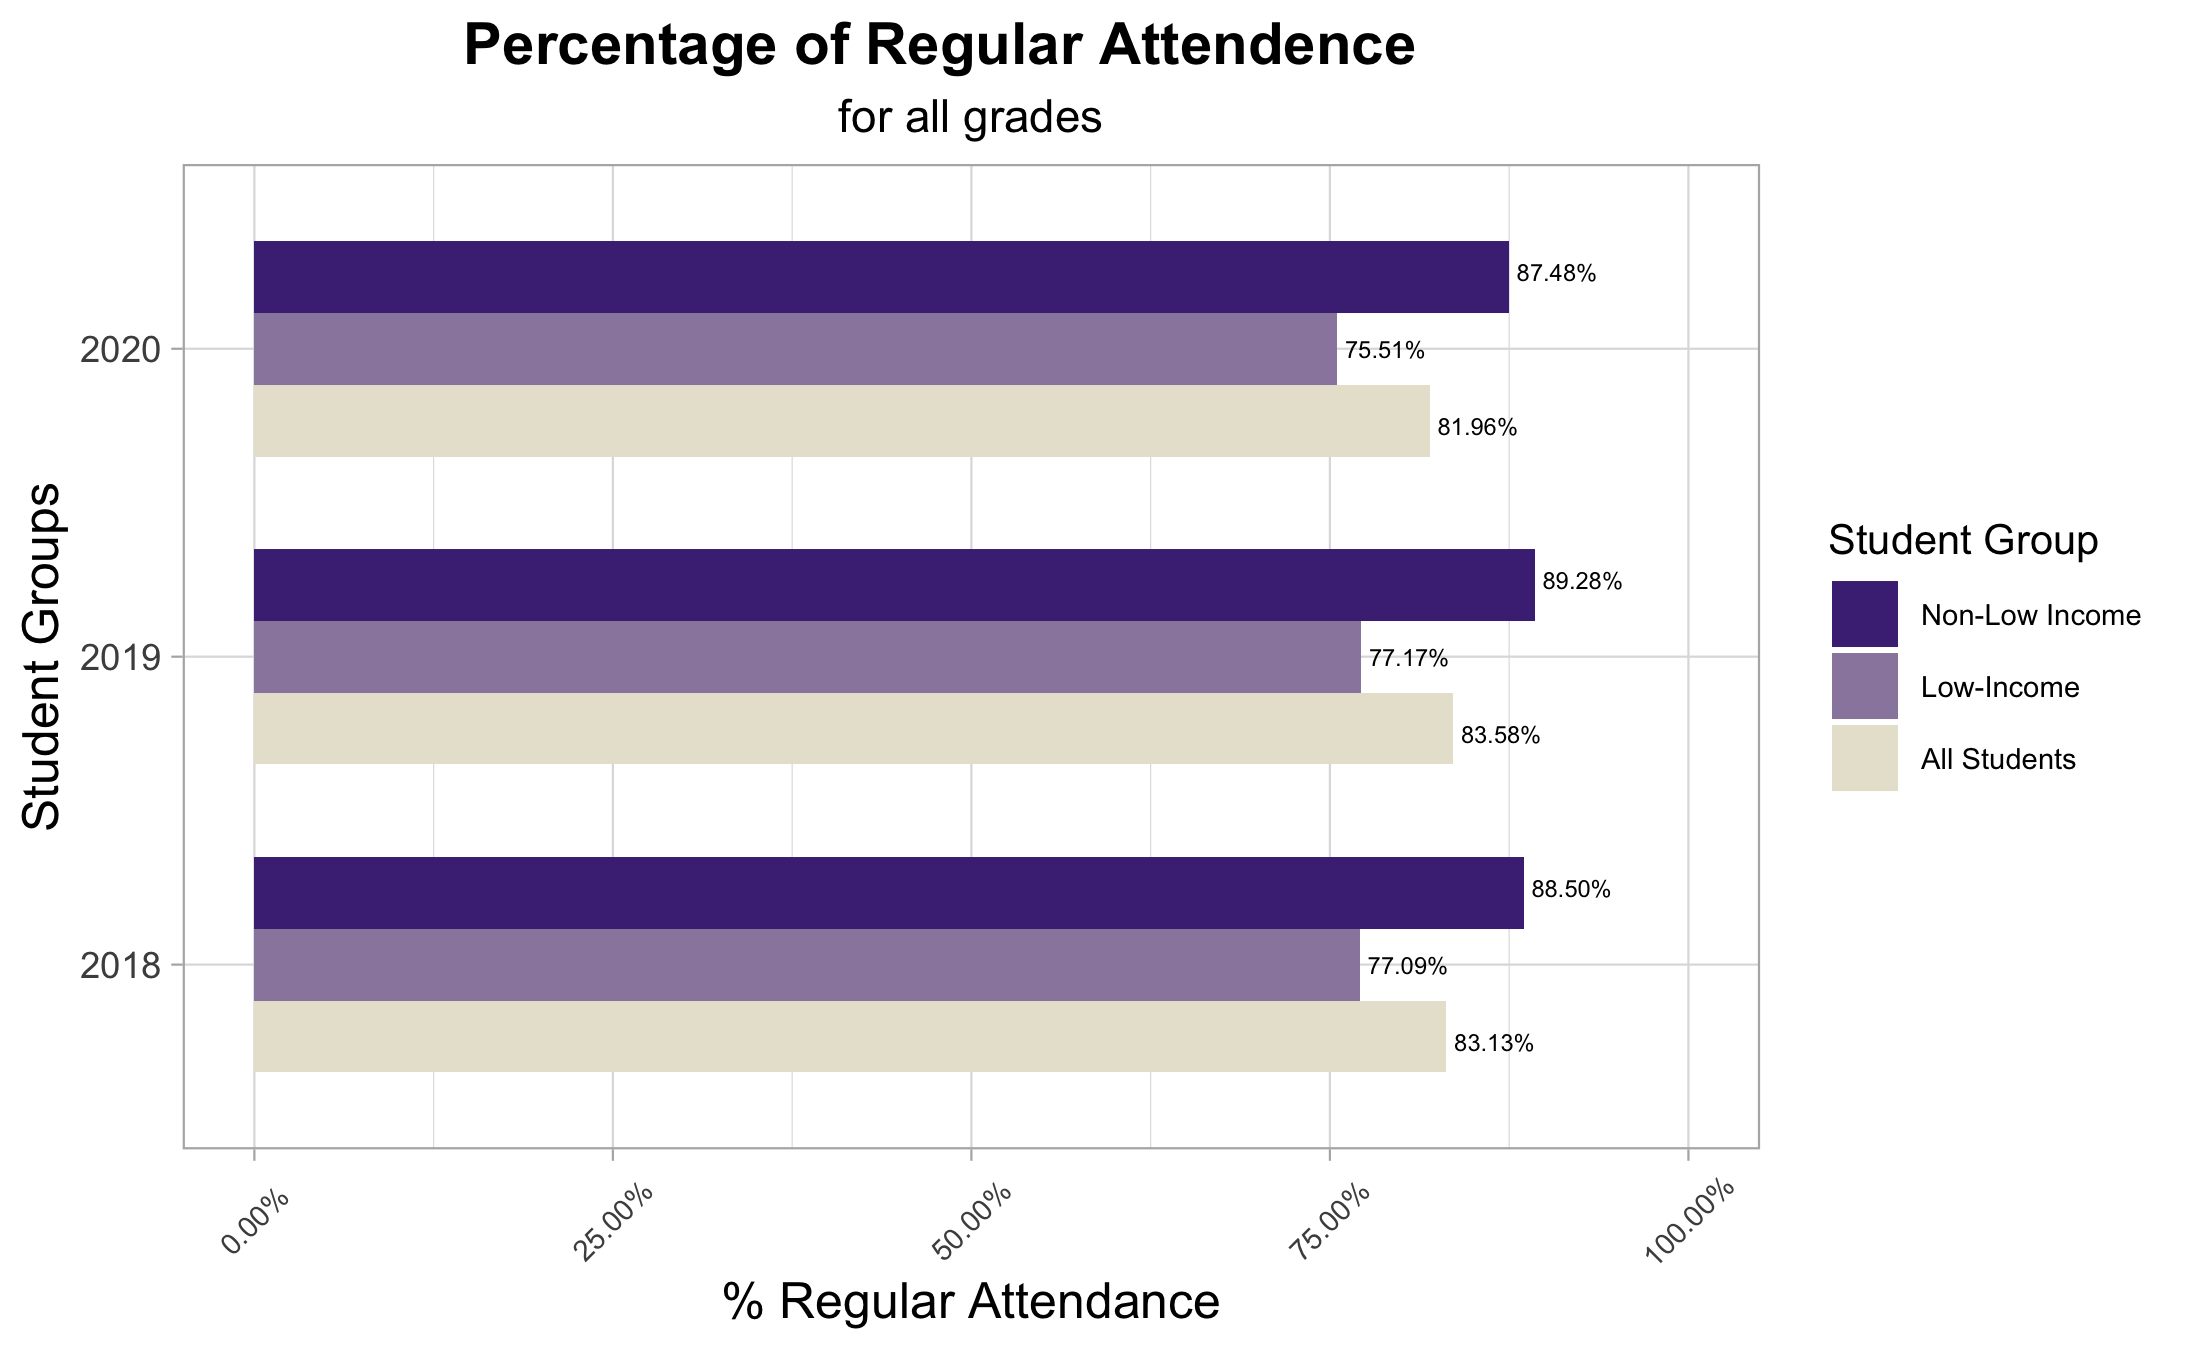 Percentage of Regular Attendence
for all grades
Student Groups
2020
87.48%
75.51%
81.96%
2019
89.28%
77.17%
83.58%
2018
88.50%
77.09%
83.13%
0.00%
25.00%
50.00%
75.00%
100.00%
% Regular Attendance
Student Group
Non-Low Income
Low-Income
All Students